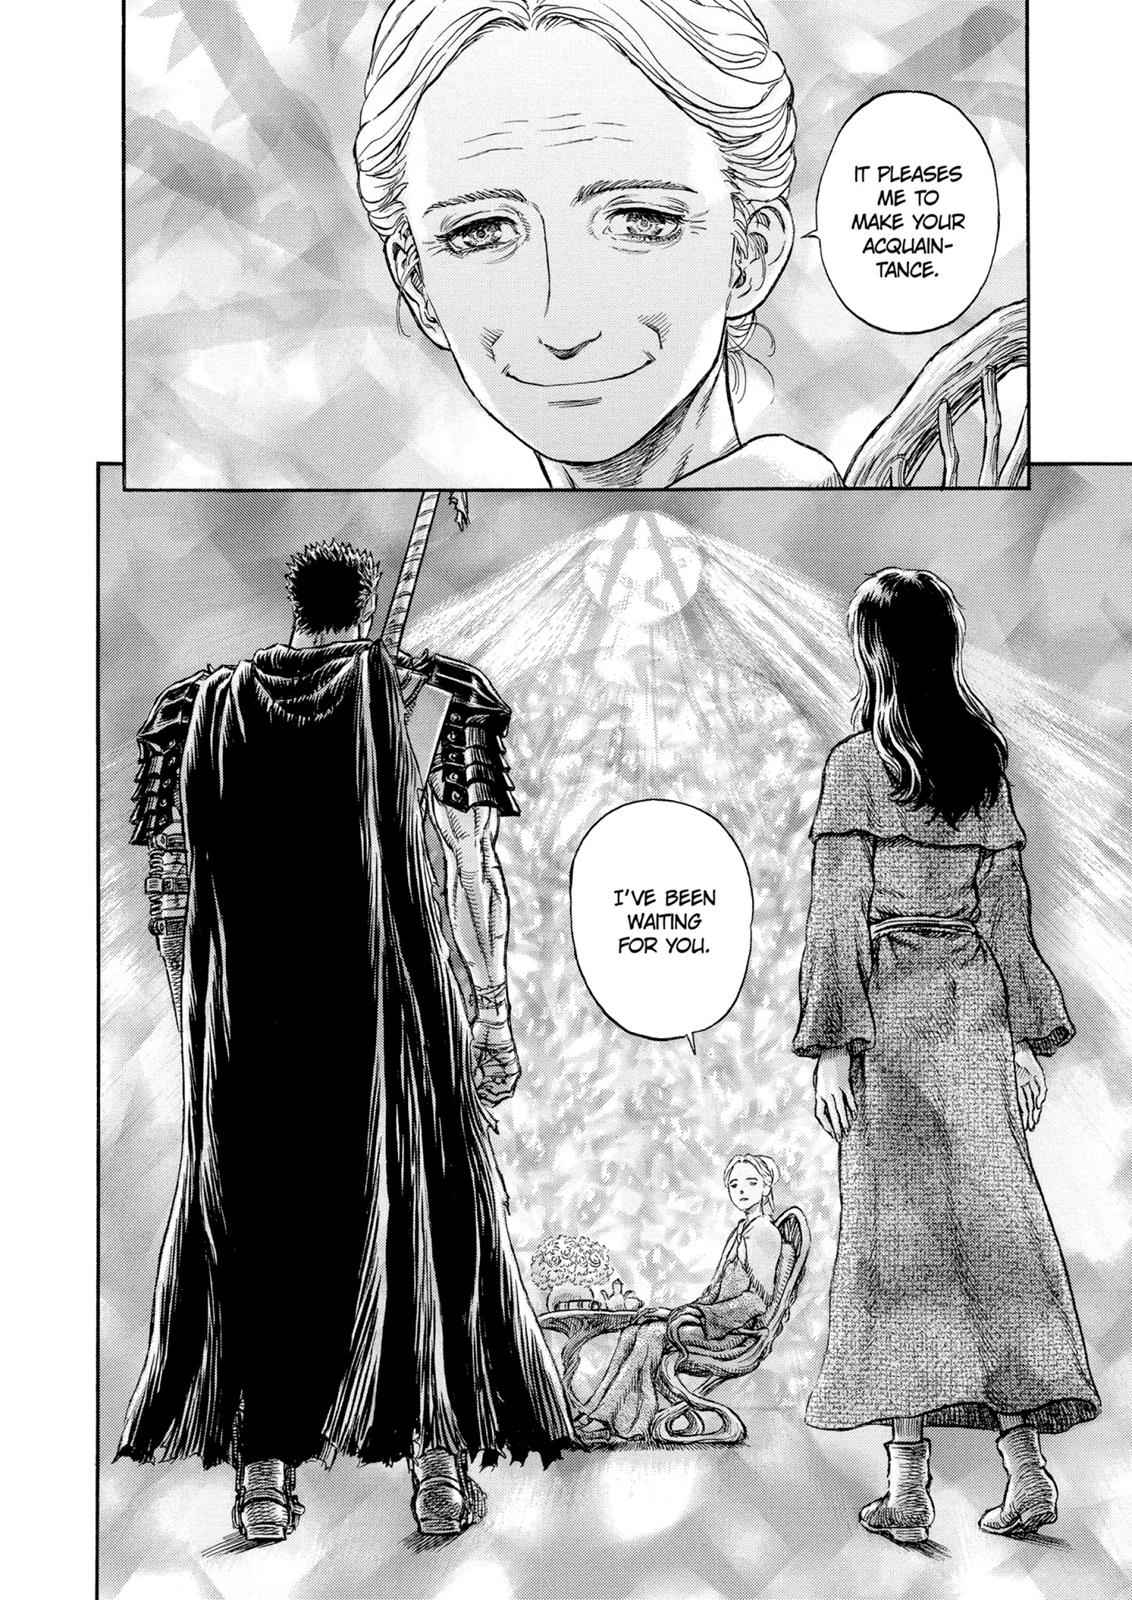 IT PLEASES
ME TO
MAKE YOUR
ACQUAIN-
TANCE.
I'VE BEEN
WAITING
FOR YOU.